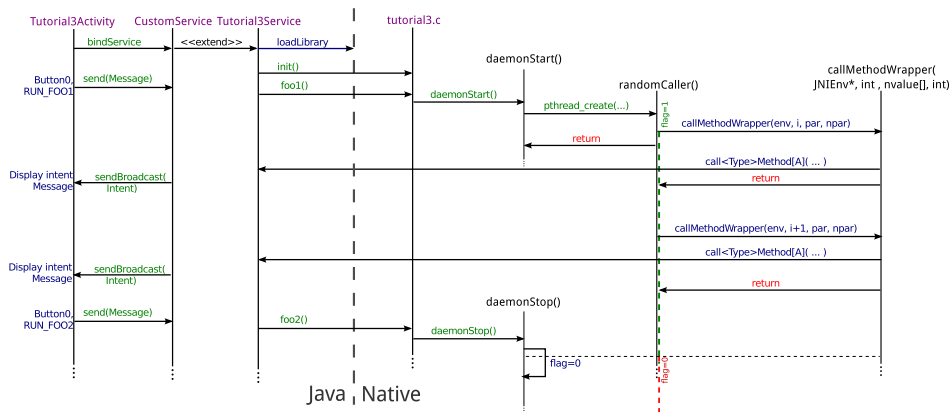 Tutorial3Activity
CustomService
Tutorial3Service
tutorial3.c
bindService
<<extend>>
loadLibrary
daemonStart()
init()
callMethodWrapper(
JNIEnv*, int , nvalue[], int)
randomCaller()
Button0,
RUN_FOO1
send(Message)
foo1()
daemonStart()
pthread_create(...)
flag=1
callMethodWrapper(env, i, par, npar)
return
call<Type>Method[A]( ... )
Display intent
Message
sendBroadcast(
Intent)
return
callMethodWrapper(env, i+1, par, npar)
call<Type>Method[A]( ... )
Display intent
Message
sendBroadcast(
Intent)
return
daemonStop()
Button0,
RUN_FOO2
send(Message)
foo2()
daemonStop()
flag=0
flag=0
Java
Native